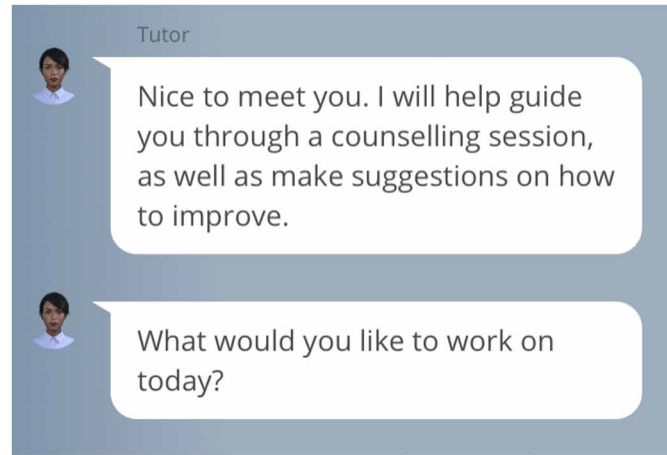 Tutor
Nice to meet you. I will help guide
you through a counselling session,
as well as make suggestions on how
to improve.
What would you like to work on
today?